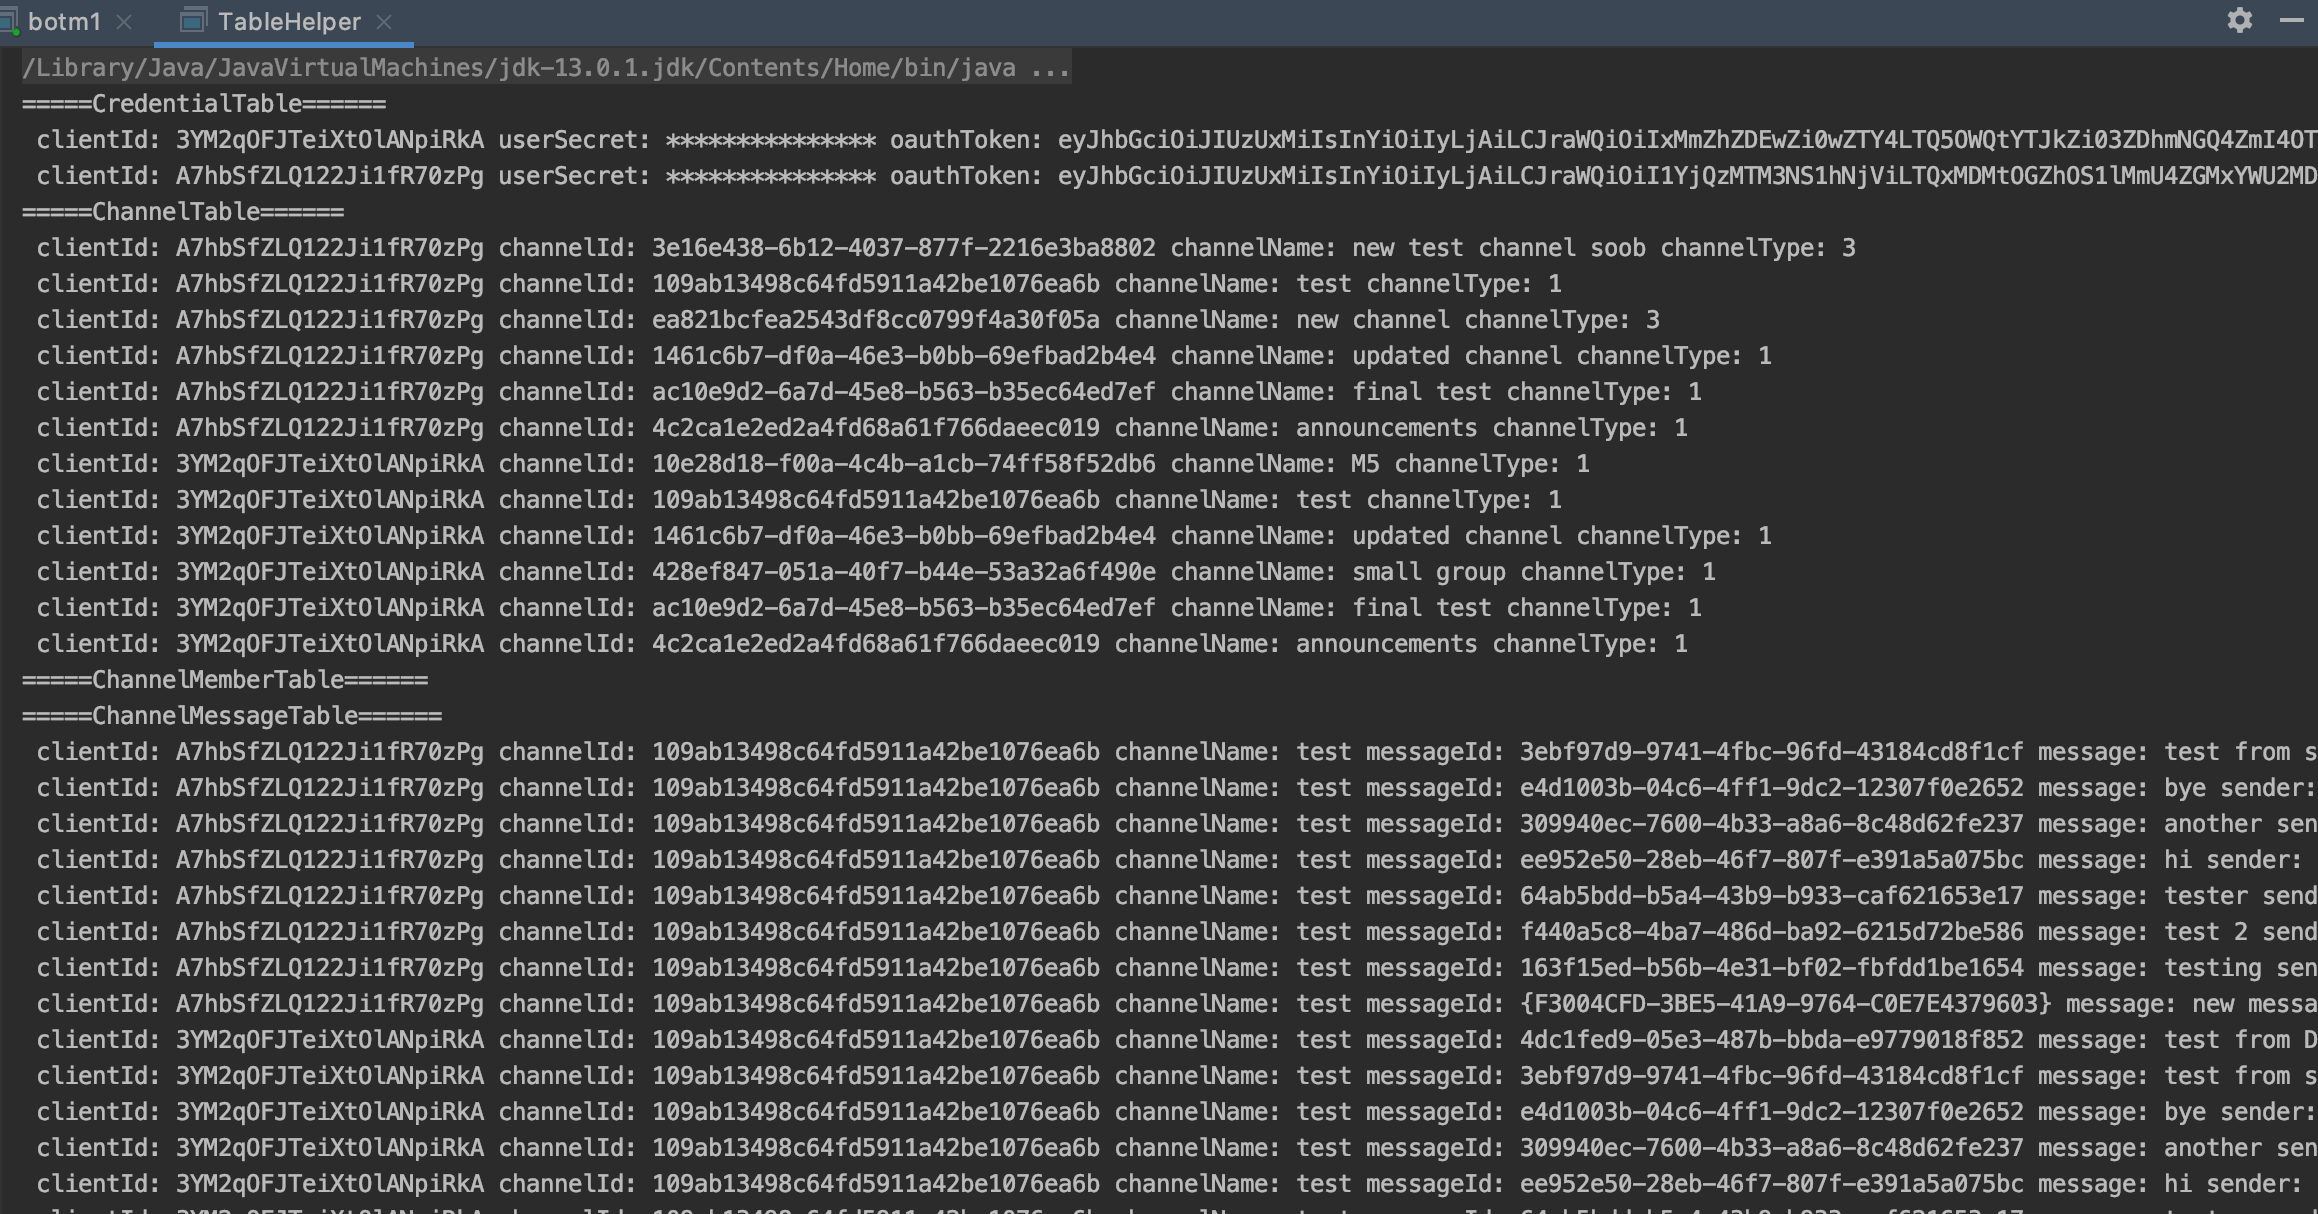 botm1 TableHelper
/Library/Java/JavaVirtualMachines/jdk-13.0.1.jdk/Contents/Home/bin/java ...
=====CredentialTable======
clientId: 3YM2qOFJTeiXtOlANpiRkA userSecret: *************** oauthToken: eyJhbGciOiJIUzUxMiIsInYiOiIyLjAiLCJraWQiOiIxMmZhZDEwZi0wZTY4LTQ5OWQtYTJkZi03ZDhmNGQ4ZmI4OT
clientId: A7hbSfZLQ122Ji1fR70zPg userSecret: *************** oauthToken: eyJhbGciOiJIUzUxMiIsInYiOiIyLjAiLCJraWQiOiI1YjQzMTM3NS1hNjViLTQxMDMtOGZhOS1lMmU4ZGMxYWU2MD
=====ChannelTable======
clientId: A7hbSfZLQ122Ji1fR70zPg channelId: 3e16e438-6b12-4037-877f-2216e3ba8802 channelName: new test channel soob channelType: 3
clientId: A7hbSfZLQ122Ji1fR70zPg channelId: 109ab13498c64fd5911a42be1076ea6b channelName: test channelType: 1
clientId: A7hbSfZLQ122Ji1fR70zPg channelId: ea821bcfea2543df8cc0799f4a30f05a channelName: new channel channelType: 3
clientId: A7hbSfZLQ122Ji1fR70zPg channelId: 1461c6b7-df0a-46e3-b0bb-69efbad2b4e4 channelName: updated channel channelType: 1
clientId: A7hbSfZLQ122Ji1fR70zPg channelId: ac10e9d2-6a7d-45e8-b563-b35ec64ed7ef channelName: final test channelType: 1
clientId: A7hbSfZLQ122Ji1fR70zPg channelId: 4c2ca1e2ed2a4fd68a61f766daeec019 channelName: announcements channelType: 1
clientId: 3YM2qOFJTeiXtOlANpiRkA channelId: 10e28d18-f00a-4c4b-a1cb-74ff58f52db6 channelName: M5 channelType: 1
clientId: 3YM2qOFJTeiXtOlANpiRkA channelId: 109ab13498c64fd5911a42be1076ea6b channelName: test channelType: 1
clientId: 3YM2qOFJTeiXtOlANpiRkA channelId: 1461c6b7-df0a-46e3-b0bb-69efbad2b4e4 channelName: updated channel channelType: 1
clientId: 3YM2qOFJTeiXtOlANpiRkA channelId: 428ef847-051a-40f7-b44e-53a32a6f490e channelName: small group channelType: 1
clientId: 3YM2qOFJTeiXtOlANpiRkA channelId: ac10e9d2-6a7d-45e8-b563-b35ec64ed7ef channelName: final test channelType: 1
clientId: 3YM2qOFJTeiXtOlANpiRkA channelId: 4c2ca1e2ed2a4fd68a61f766daeec019 channelName: announcements channelType: 1
=====ChannelMemberTable======
=====ChannelMessageTable======
clientId: A7hbSfZLQ122Ji1fR70zPg channelId: 109ab13498c64fd5911a42be1076ea6b channelName: test messageId: 3ebf97d9-9741-4fbc-96fd-43184cd8f1cf message: test from s
clientId: A7hbSfZLQ122Ji1fR70zPg channelId: 109ab13498c64fd5911a42be1076ea6b channelName: test messageId: e4d1003b-04c6-4ff1-9dc2-12307f0e2652 message: bye sender:
clientId: A7hbSfZLQ122Ji1fR70zPg channelId: 109ab13498c64fd5911a42be1076ea6b channelName: test messageId: 309940ec-7600-4b33-a8a6-8c48d62fe237 message: another sen
clientId: A7hbSfZLQ122Ji1fR70zPg channelId: 109ab13498c64fd5911a42be1076ea6b channelName: test messageId: ee952e50-28eb-46f7-807f-e391a5a075bc message: hi sender:
clientId: A7hbSfZLQ122Ji1fR70zPg channelId: 109ab13498c64fd5911a42be1076ea6b channelName: test messageId: 64ab5bdd-b5a4-43b9-b933-caf621653e17 message: tester send
clientId: A7hbSfZLQ122Ji1fR70zPg channelId: 109ab13498c64fd5911a42be1076ea6b channelName: test messageId: f440a5c8-4ba7-486d-ba92-6215d72be586 message: test 2 send
clientId: A7hbSfZLQ122Ji1fR70zPg channelId: 109ab13498c64fd5911a42be1076ea6b channelName: test messageId: 163f15ed-b56b-4e31-bf02-fbfdd1be1654 message: testing sen
clientId: A7hbSfZLQ122Ji1fR70zPg channelId: 109ab13498c64fd5911a42be1076ea6b channelName: test messageId: {F3004CFD-3BE5-41A9-9764-C0E7E4379603} message: new messa
clientId: 3YM2qOFJTeiXtOlANpiRkA channelId: 109ab13498c64fd5911a42be1076ea6b channelName: test messageId: 4dc1fed9-05e3-487b-bbda-e9779018f852 message: test from D
clientId: 3YM2qOFJTeiXtOlANpiRkA channelId: 109ab13498c64fd5911a42be1076ea6b channelName: test messageId: 3ebf97d9-9741-4fbc-96fd-43184cd8f1cf message: test from s
clientId: 3YM2qOFJTeiXtOlANpiRkA channelId: 109ab13498c64fd5911a42be1076ea6b channelName: test messageId: e4d1003b-04c6-4ff1-9dc2-12307f0e2652 message: bye sender:
clientId: 3YM2qOFJTeiXtOlANpiRkA channelId: 109ab13498c64fd5911a42be1076ea6b channelName: test messageId: 309940ec-7600-4b33-a8a6-8c48d62fe237 message: another sen
clientId: 3YM2qOFJTeiXtOlANpiRkA channelId: 109ab13498c64fd5911a42be1076ea6b channelName: test messageId: ee952e50-28eb-46f7-807f-e391a5a075bc message: hi sender: